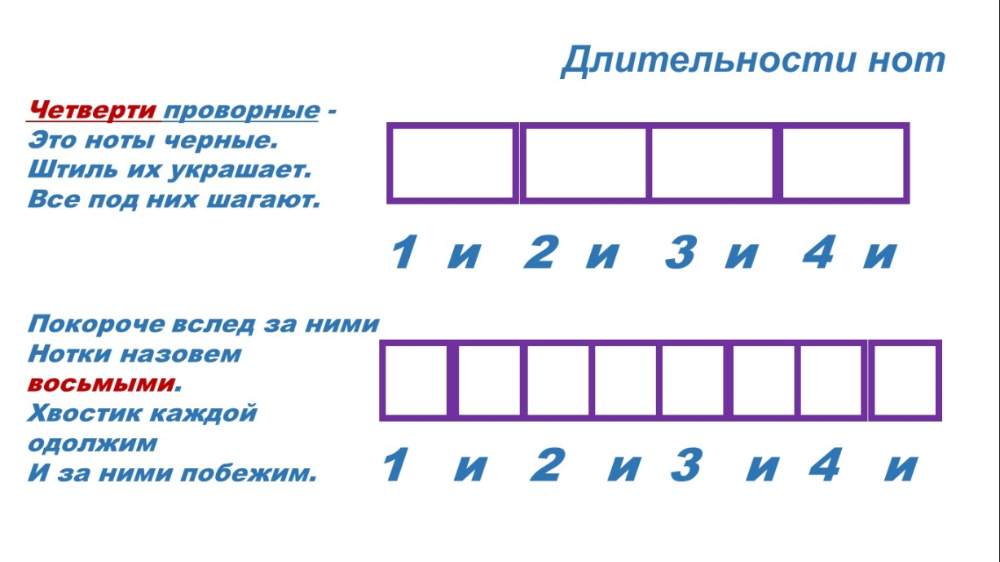 Длительности нот
Четверти проворные -
Это ноты черные.
Штиль их украшает.
Все под них шагают.
1 и 2 и 3 и 4 и
Покороче вслед за ними
Нотки назовем
восьмыми.
Хвостик каждой
одолжим
И за ними побежим.
1 и 2 и 3 и 4 и